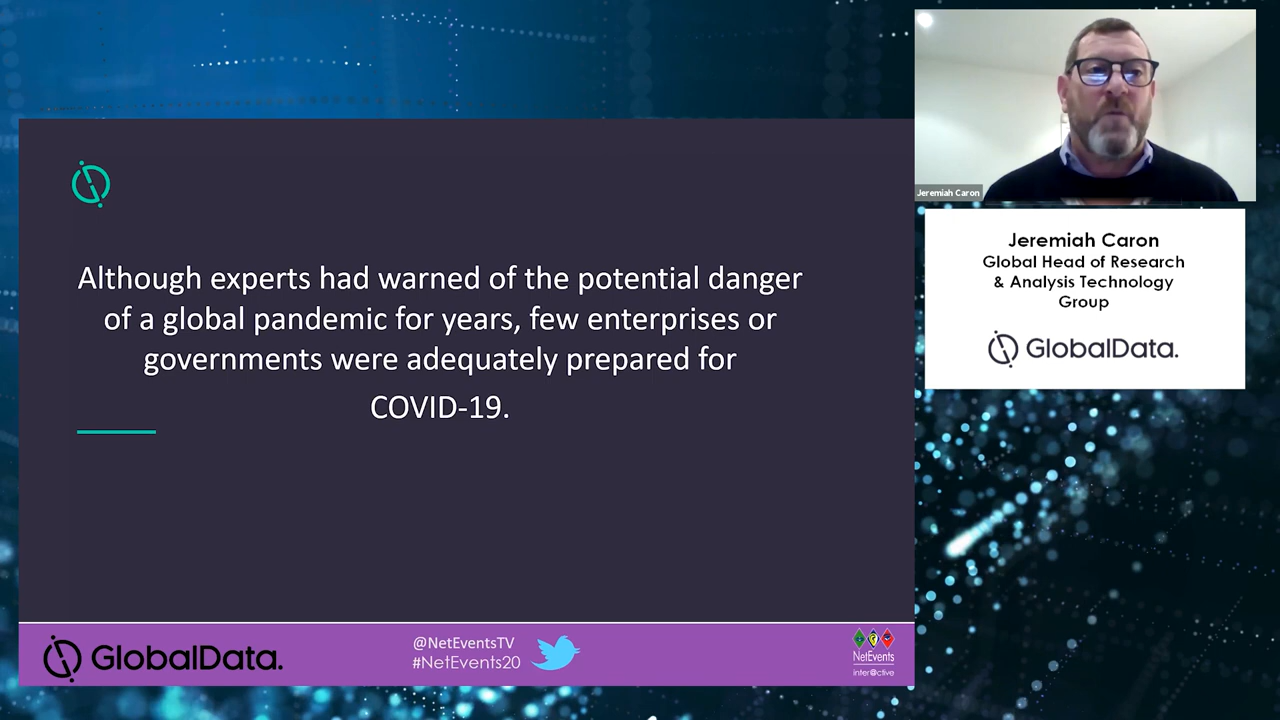 Although experts had warned of the potential danger
of a global pandemic for years, few enterprises or
governments were adequately prepared for
COVID-19.
GlobalData.
@NetEventsTV
#NetEvents20
NetEvents
inter@ctive
Jeremiah Caron
Jeremiah Caron
Global Head of Research
& Analysis Technology
Group
GlobalData.